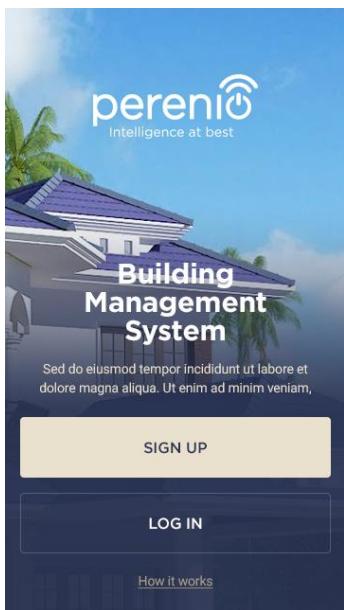 perenio
Intelligence at best
Building
Management
System
Sed do eiusmod tempor incididunt ut labore et
dolore magna aliqua. Ut enim ad minim veniam,
SIGN UP
LOG IN
How it works